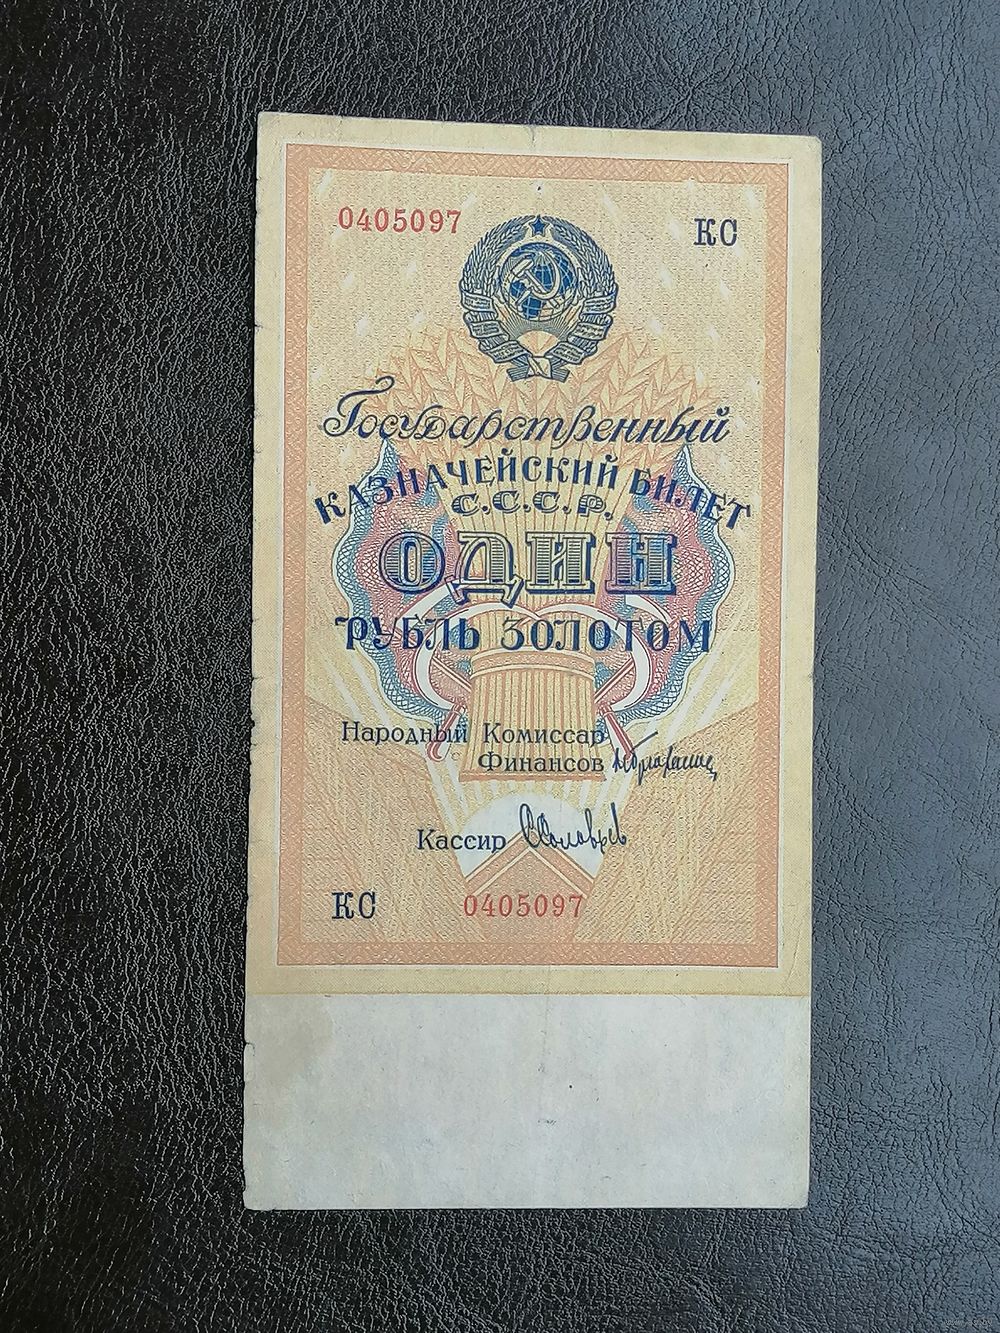 0405097 КС
Государственный
КАЗНАЧЕЙСКИЙ БИЛЕТ
С.С.С.Р.
ОДИН
РУБЛЬ ЗОЛОТОМ
Народный Комиссар
Финансов
Кассир
КС 0405097